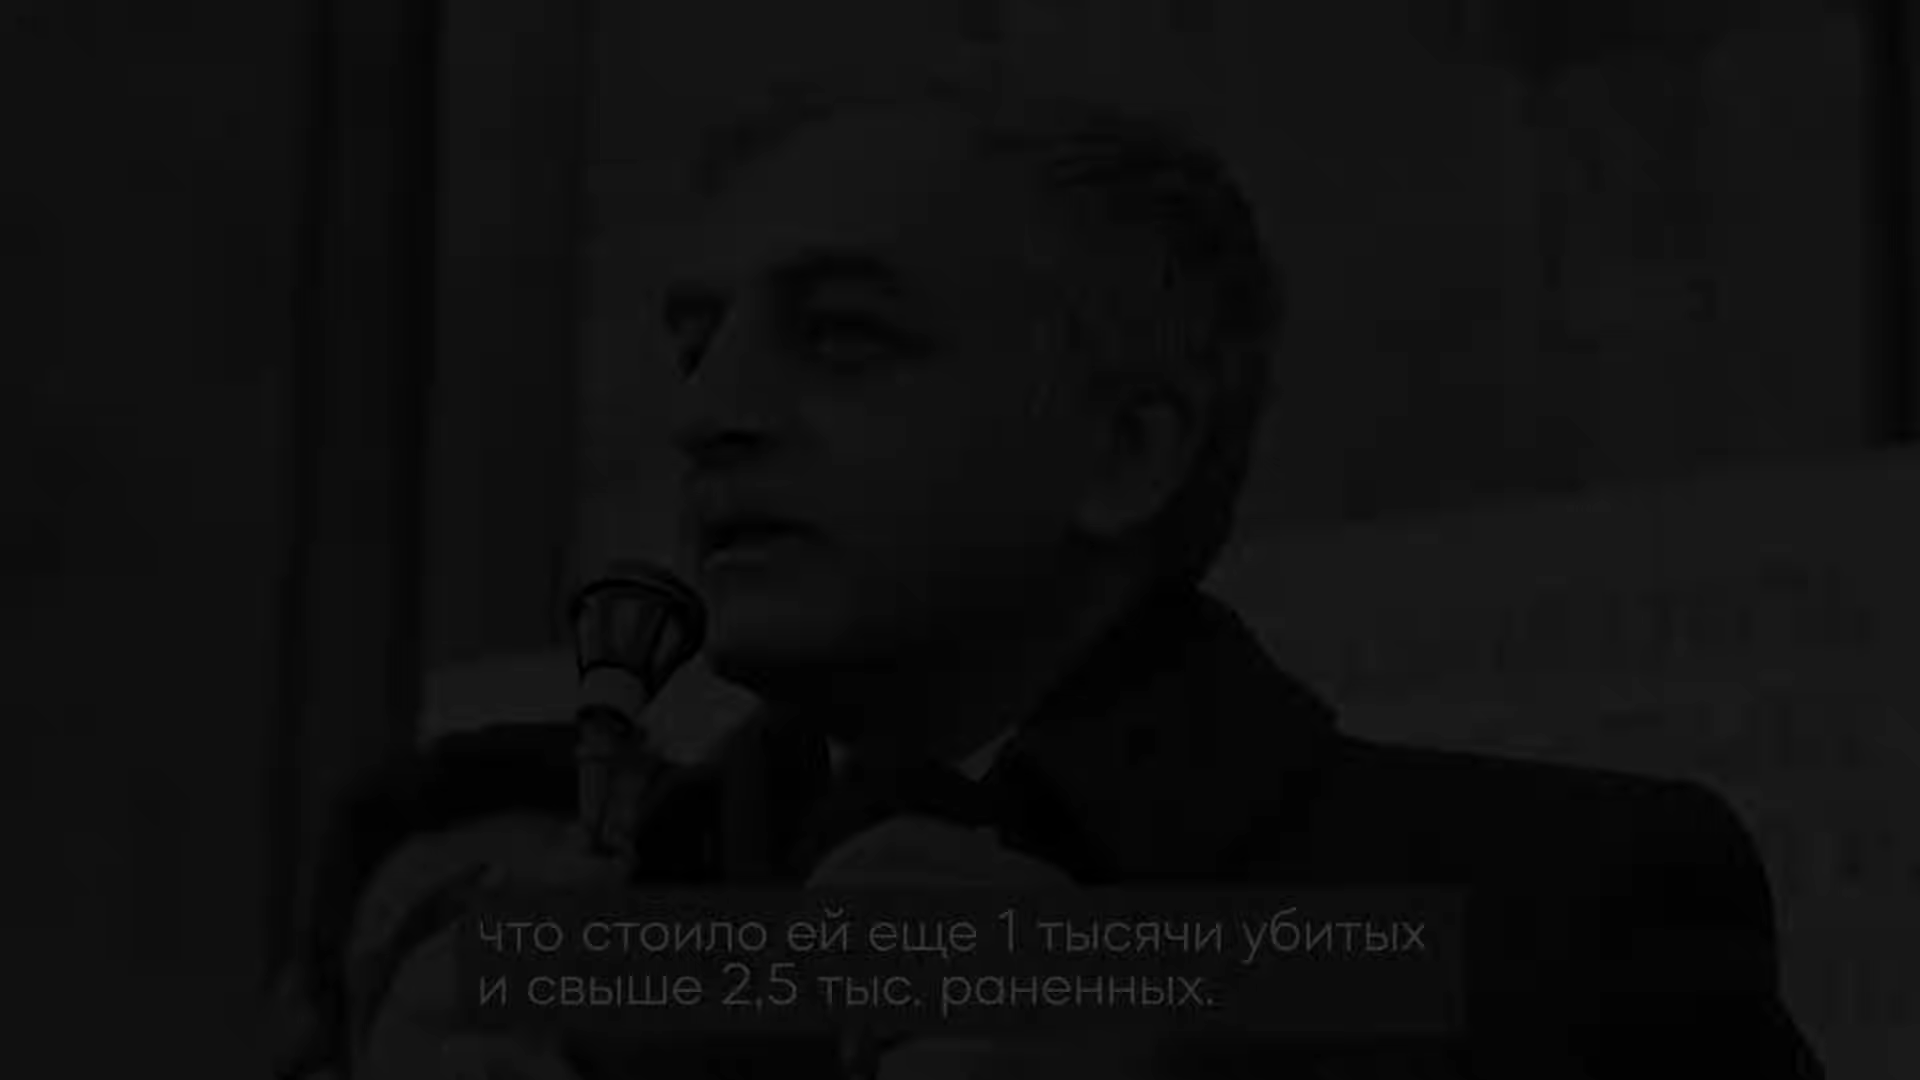 что стоило ей еще 1 тысячи убитых
и свыше 2,5 тыс. раненных.